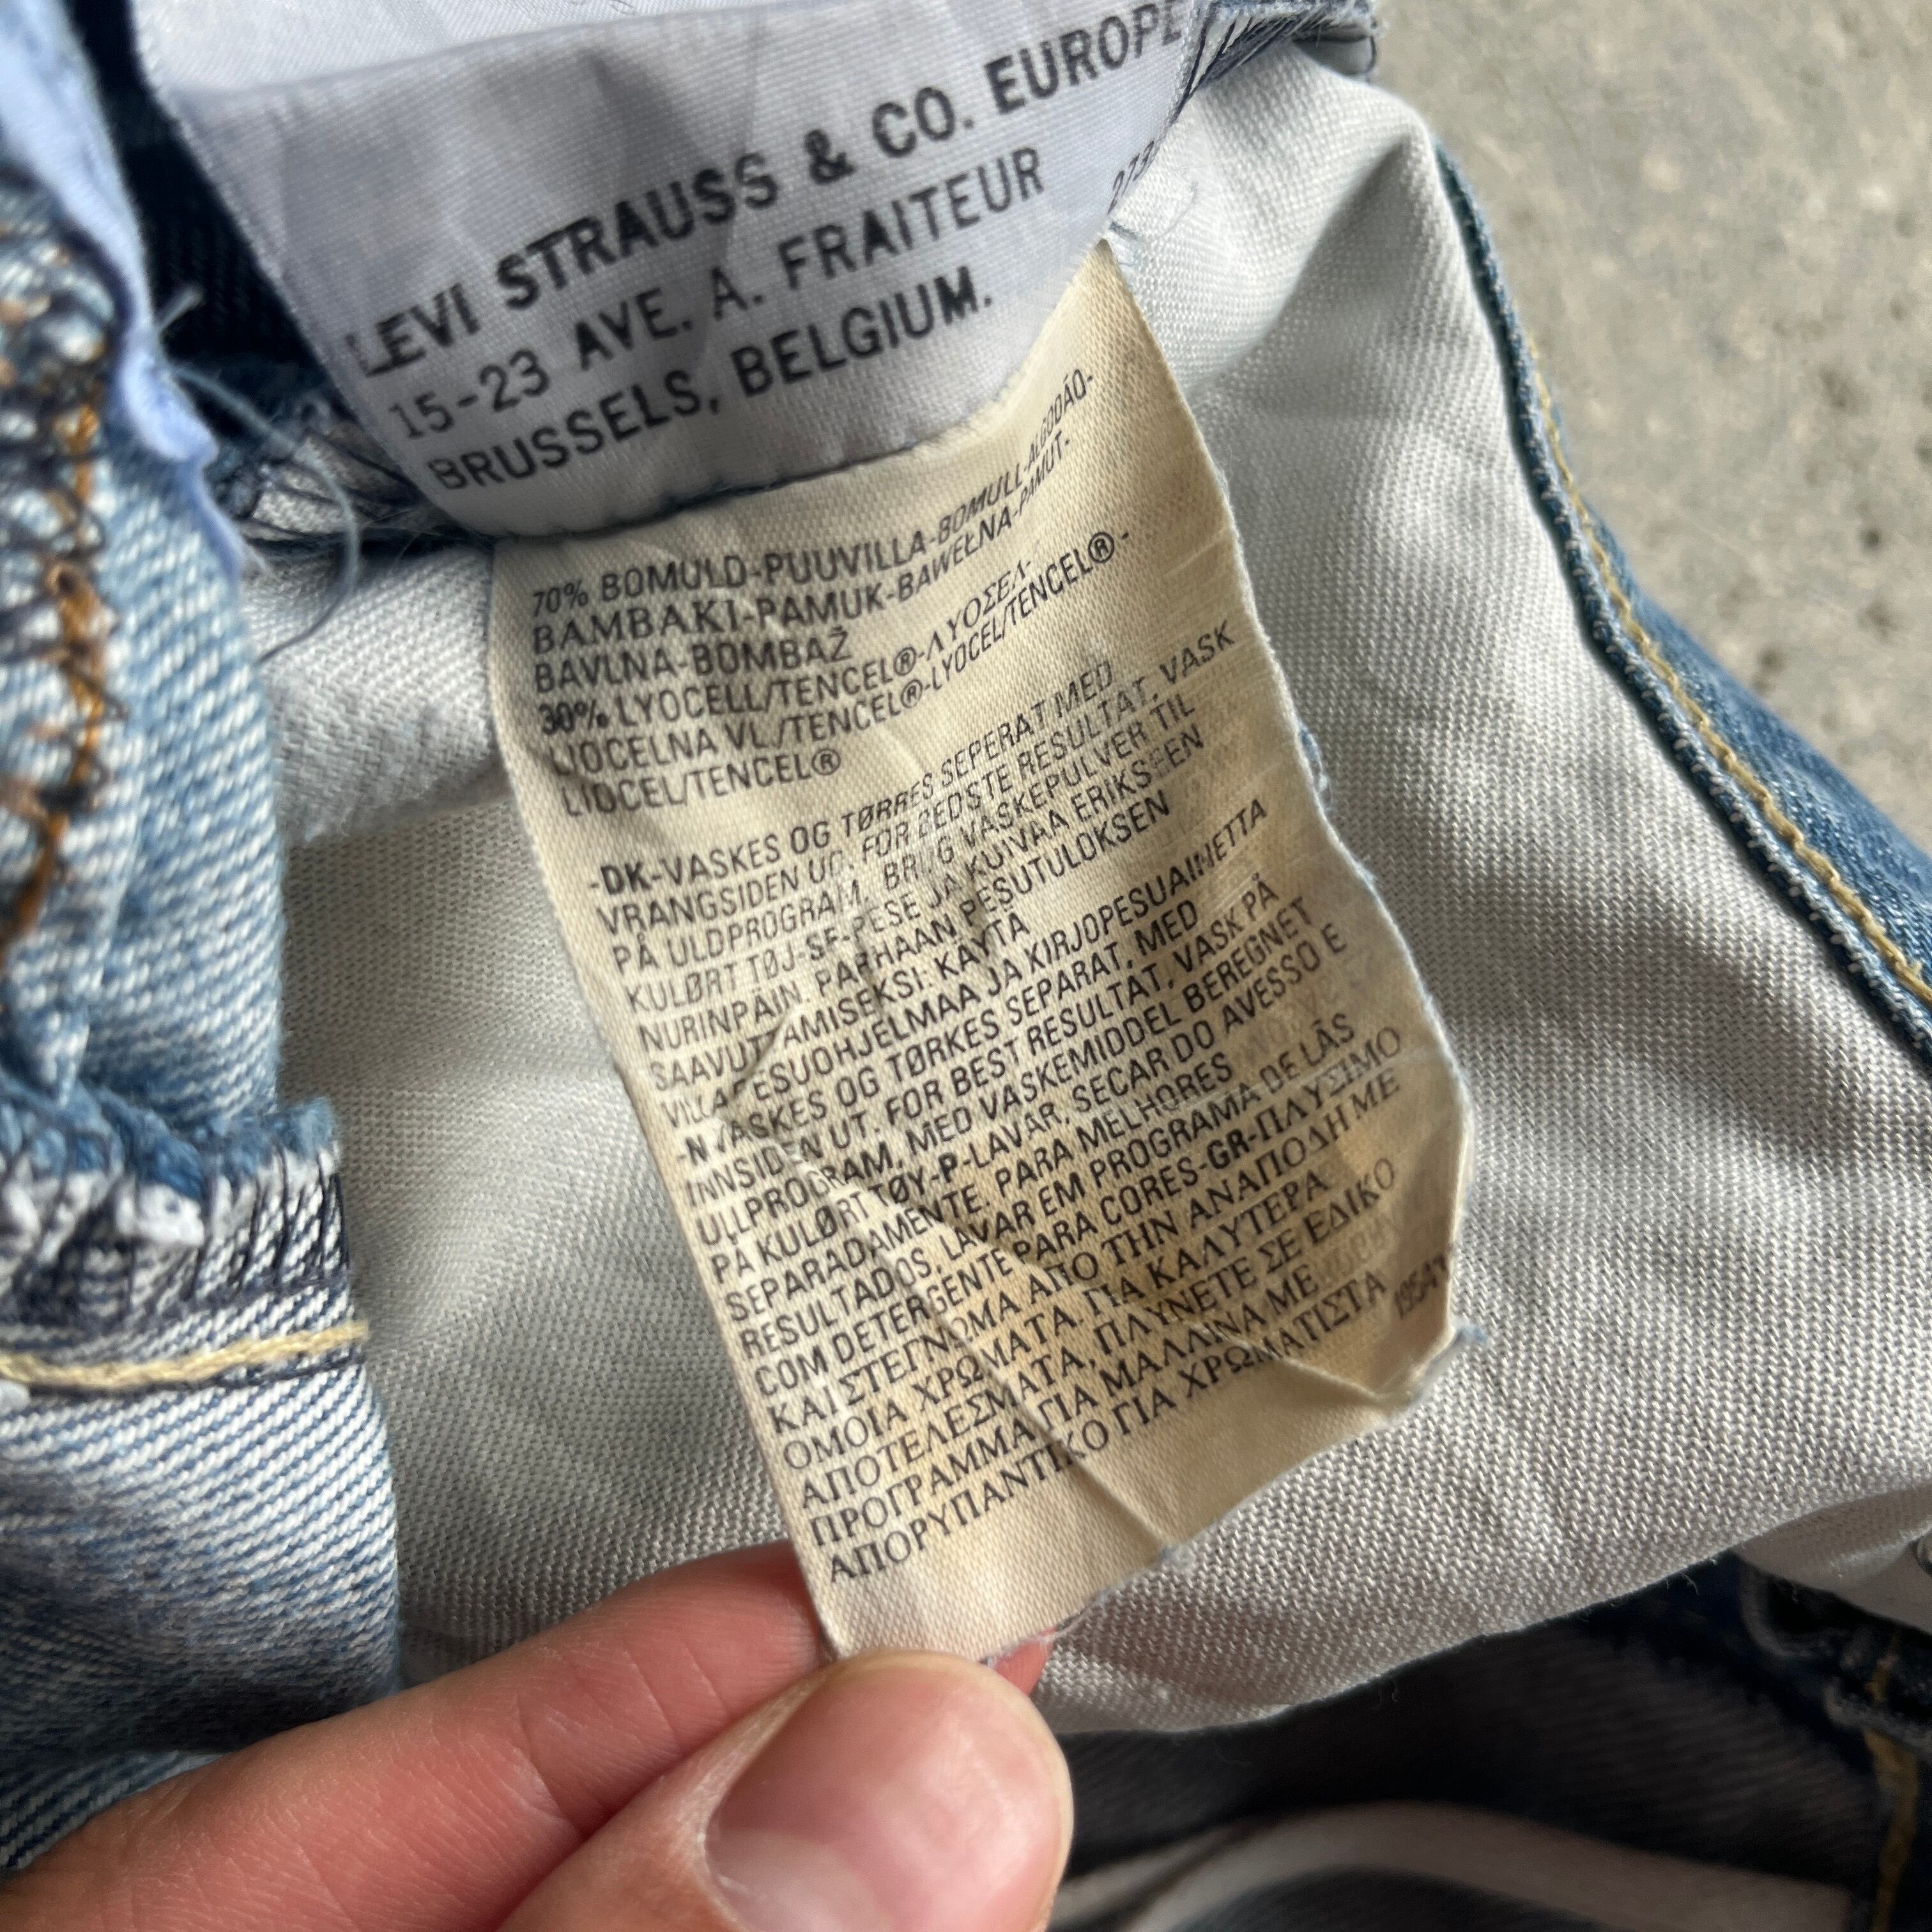 LEVI STRAUSS & CO. EUROPE
15-23 AVE. A. FRAITEUR
BRUSSELS, BELGIUM.
70% BOMULD-PUUVILLA-BOMULL-ALGODÃO-
BAMBAKI-PAMUK-BAWEŁNA-PAMUT-
BAVLNA-BOMBAŽ
30% LYOCELL/TENCEL®-ΛΥΟΣΕΛ-
LIOCELNA VL./TENCEL®-LYOCEL/TENCEL®-
LIOCEL/TENCEL®
-DK-VASKES OG TØRRES SEPERAT MED
VRANGSIDEN UD. FOR BEDSTE RESULTAT, VASK
PÅ ULDPROGRAM, BRUG VASKEPULVER TIL
KULØRT TØJ-SF-PESE JA KUIVAA ERIKSEEN
NURINPÄIN. PARHAAN PESUTULOKSEN
SAAVUTTAMISEKSI: KÄYTÄ
VILLAPESUOHJELMAA JA KIRJOPESUAINETTA
-N-VASKES OG TØRKES SEPARAT, MED
INNSIDEN UT. FOR BEST RESULTAT, VASK PÅ
ULLPROGRAM, MED VASKEMIDDEL BEREGNET
PÅ KULØRT TØY-P-LAVAR, SECAR DO AVESSO E
SEPARADAMENTE. PARA MELHORES
RESULTADOS, LAVAR EM PROGRAMA DE LÃS
COM DETERGENTE PARA CORES-GR-ΠΛΥΣΙΜΟ
ΚΑΙ ΣΤΕΓΝΩΜΑ ΑΠΟ ΤΗΝ ΑΝΑΠΟΔΗ ΜΕ
ΟΜΟΙΑ ΧΡΩΜΑΤΑ. ΓΙΑ ΚΑΛΥΤΕΡΑ
ΑΠΟΤΕΛΕΣΜΑΤΑ, ΠΛΥΝΕΤΕ ΣΕ ΕΔΙΚΟ
ΠΡΟΓΡΑΜΜΑ ΓΙΑ ΜΑΛΛΙΝΑ ΜΕ
ΑΠΟΡΥΠΑΝΤΙΚΟ ΓΙΑ ΧΡΩΜΑΤΙΣΤΑ